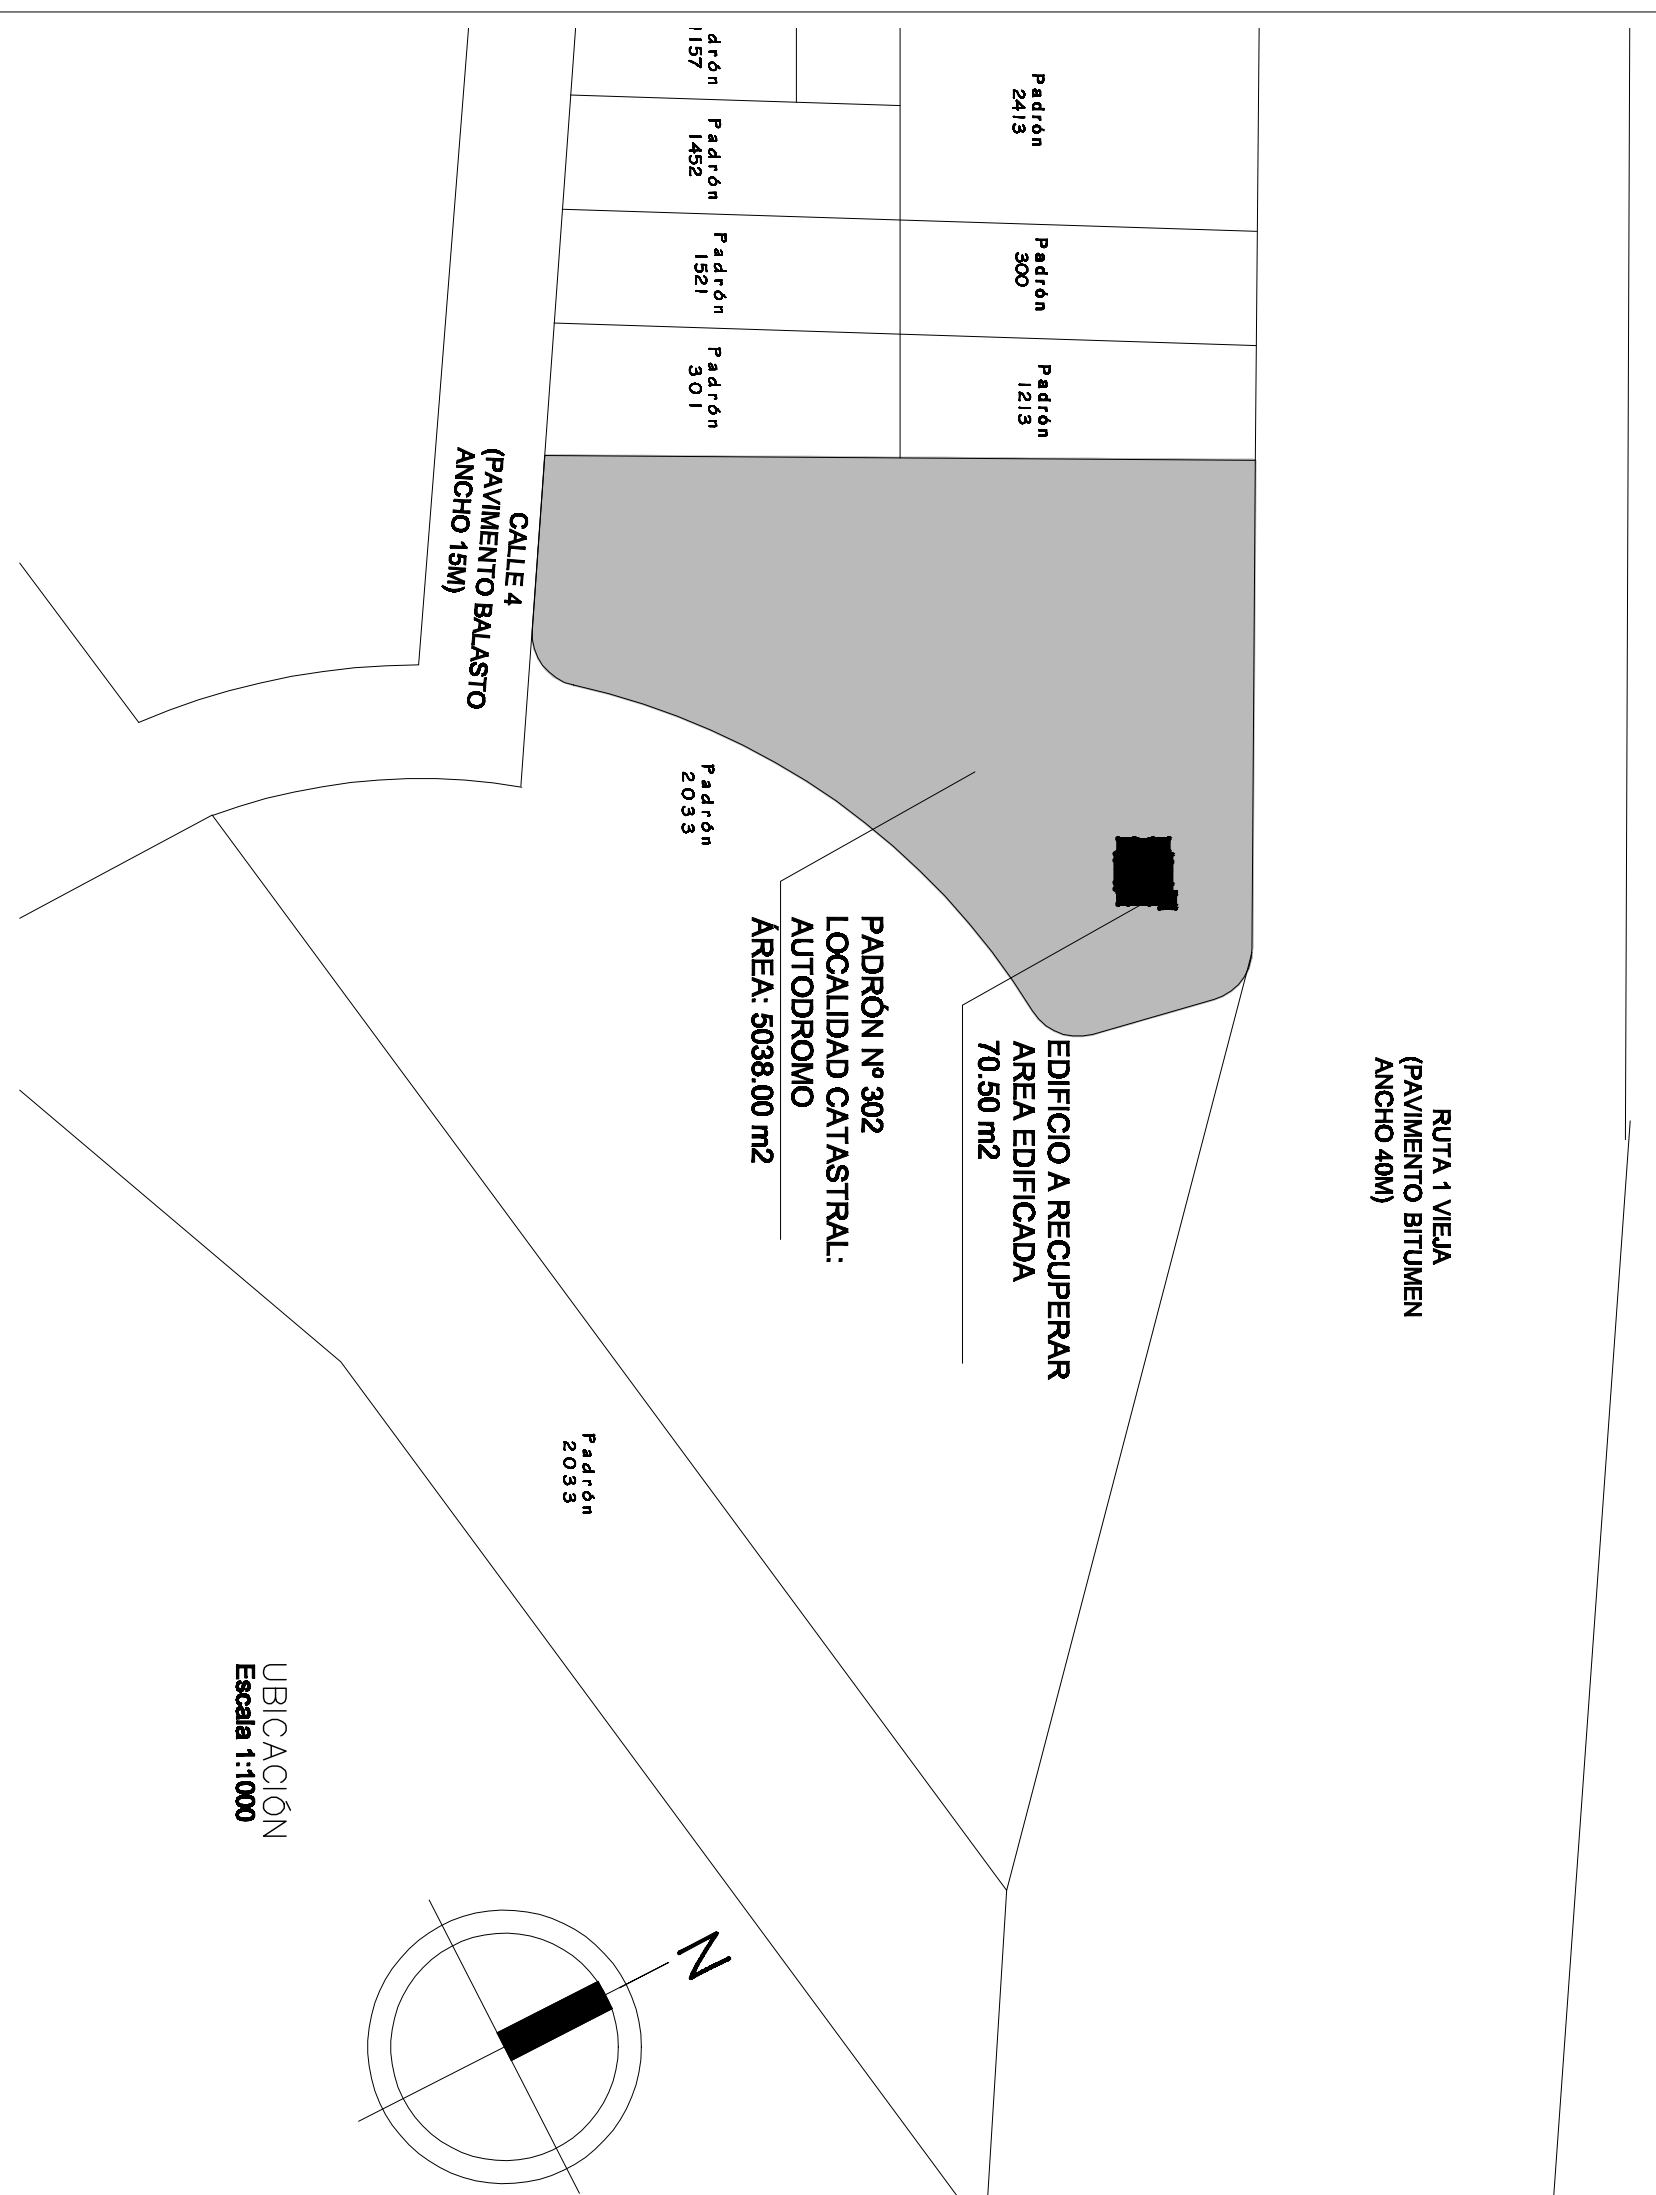 RUTA 1 VIEJA
(PAVIMENTO BITUMEN
ANCHO 40M)
Padrón
2413
Padrón
300
Padrón
1213
drón
1157
Padrón
1452
Padrón
1521
Padrón
301
CALLE 4
(PAVIMENTO BALASTO
ANCHO 15M)
Padrón
2033
EDIFICIO A RECUPERAR
AREA EDIFICADA
70.50 m2
PADRÓN Nº 302
LOCALIDAD CATASTRAL:
AUTODROMO
ÁREA: 5038.00 m2
Padrón
2033
UBICACIÓN
Escala 1:1000
N